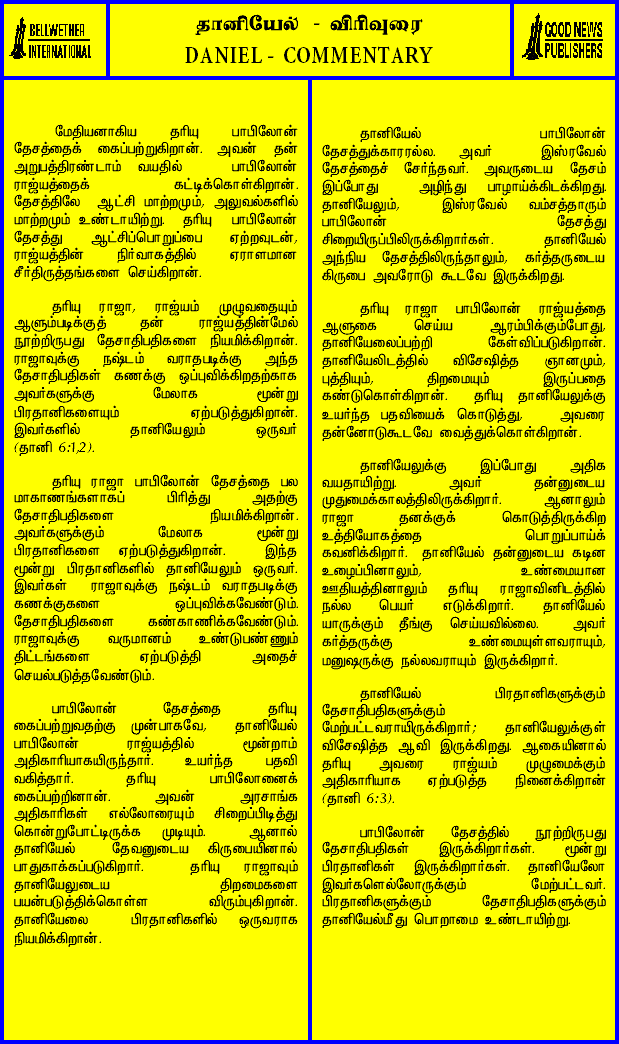 BELLWETHER
INTERNATIONAL
தானியேல் - விரிவுரை
DANIEL - COMMENTARY
GOOD NEWS
PUBLISHERS
மேதியனாகிய தரியு பாபிலோன்
தேசத்தைக் கைப்பற்றுகிறான். அவன் தன்
அறுபத்திரண்டாம் வயதில் பாபிலோன்
ராஜ்யத்தைக் கட்டிக்கொள்கிறான்.
தேசத்திலே ஆட்சி மாற்றமும், அலுவல்களில்
மாற்றமும் உண்டாயிற்று. தரியு பாபிலோன்
தேசத்து ஆட்சிப்பொறுப்பை ஏற்றவுடன்,
ராஜ்யத்தின் நிர்வாகத்தில் ஏராளமான
சீர்திருத்தங்களை செய்கிறான்.
தரியு ராஜா, ராஜ்யம் முழுவதையும்
ஆளும்படிக்குத் தன் ராஜ்யத்தின்மேல்
நூற்றிருபது தேசாதிபதிகளை நியமிக்கிறான்.
ராஜாவுக்கு நஷ்டம் வராதபடிக்கு அந்த
தேசாதிபதிகள் கணக்கு ஒப்புவிக்கிறதற்காக
அவர்களுக்கு மேலாக மூன்று
பிரதானிகளையும் ஏற்படுத்துகிறான்.
இவர்களில் தானியேலும் ஒருவர்
(தானி 6:1,2).
தரியு ராஜா பாபிலோன் தேசத்தை பல
மாகாணங்களாகப் பிரித்து அதற்கு
தேசாதிபதிகளை நியமிக்கிறான்.
அவர்களுக்கும் மேலாக மூன்று
பிரதானிகளை ஏற்படுத்துகிறான். இந்த
மூன்று பிரதானிகளில் தானியேலும் ஒருவர்.
இவர்கள் ராஜாவுக்கு நஷ்டம் வராதபடிக்கு
கணக்குகளை ஒப்புவிக்கவேண்டும்.
தேசாதிபதிகளை கண்காணிக்கவேண்டும்.
ராஜாவுக்கு வருமானம் உண்டுபண்ணும்
திட்டங்களை ஏற்படுத்தி அதைச்
செயல்படுத்தவேண்டும்.
பாபிலோன் தேசத்தை தரியு
கைப்பற்றுவதற்கு முன்பாகவே, தானியேல்
பாபிலோன் ராஜ்யத்தில் மூன்றாம்
அதிகாரியாகயிருந்தார். உயர்ந்த பதவி
வகித்தார். தரியு பாபிலோனைக்
கைப்பற்றினான். அவன் அரசாங்க
அதிகாரிகள் எல்லோரையும் சிறைப்பிடித்து
கொன்றுபோட்டிருக்க முடியும். ஆனால்
தானியேல் தேவனுடைய கிருபையினால்
பாதுகாக்கப்படுகிறார். தரியு ராஜாவும்
தானியேலுடைய திறமைகளை
பயன்படுத்திக்கொள்ள விரும்புகிறான்.
தானியேலை பிரதானிகளில் ஒருவராக
நியமிக்கிறான்.
தானியேல் பாபிலோன்
தேசத்துக்காரரல்ல. அவர் இஸ்ரவேல்
தேசத்தைச் சேர்ந்தவர். அவருடைய தேசம்
இப்போது அழிந்து பாழாய்க்கிடக்கிறது.
தானியேலும், இஸ்ரவேல் வம்சத்தாரும்
பாபிலோன் தேசத்து
சிறையிருப்பிலிருக்கிறார்கள். தானியேல்
அந்நிய தேசத்திலிருந்தாலும், கர்த்தருடைய
கிருபை அவரோடு கூடவே இருக்கிறது.
தரியு ராஜா பாபிலோன் ராஜ்யத்தை
ஆளுகை செய்ய ஆரம்பிக்கும்போது,
தானியேலைப்பற்றி கேள்விப்படுகிறான்.
தானியேலிடத்தில் விசேஷித்த ஞானமும்,
புத்தியும், திறமையும் இருப்பதை
கண்டுகொள்கிறான். தரியு தானியேலுக்கு
உயர்ந்த பதவியைக் கொடுத்து, அவரை
தன்னோடுகூடவே வைத்துக்கொள்கிறான்.
தானியேலுக்கு இப்போது அதிக
வயதாயிற்று. அவர் தன்னுடைய
முதுமைக்காலத்திலிருக்கிறார். ஆனாலும்
ராஜா தனக்குக் கொடுத்திருக்கிற
உத்தியோகத்தை பொறுப்பாய்க்
கவனிக்கிறார். தானியேல் தன்னுடைய கடின
உழைப்பினாலும், உண்மையான
ஊழியத்தினாலும் தரியு ராஜாவினிடத்தில்
நல்ல பெயர் எடுக்கிறார். தானியேல்
யாருக்கும் தீங்கு செய்யவில்லை. அவர்
கர்த்தருக்கு உண்மையுள்ளவராயும்,
மனுஷருக்கு நல்லவராயும் இருக்கிறார்.
தானியேல் பிரதானிகளுக்கும்
தேசாதிபதிகளுக்கும்
மேற்பட்டவராயிருக்கிறார்; தானியேலுக்குள்
விசேஷித்த ஆவி இருக்கிறது. ஆகையினால்
தரியு அவரை ராஜ்யம் முழுமைக்கும்
அதிகாரியாக ஏற்படுத்த நினைக்கிறான்
(தானி 6:3).
பாபிலோன் தேசத்தில் நூற்றிருபது
தேசாதிபதிகள் இருக்கிறார்கள். மூன்று
பிரதானிகள் இருக்கிறார்கள். தானியேலோ
இவர்களெல்லோருக்கும் மேற்பட்டவர்.
பிரதானிகளுக்கும் தேசாதிபதிகளுக்கும்
தானியேல்மீது பொறாமை உண்டாயிற்று.